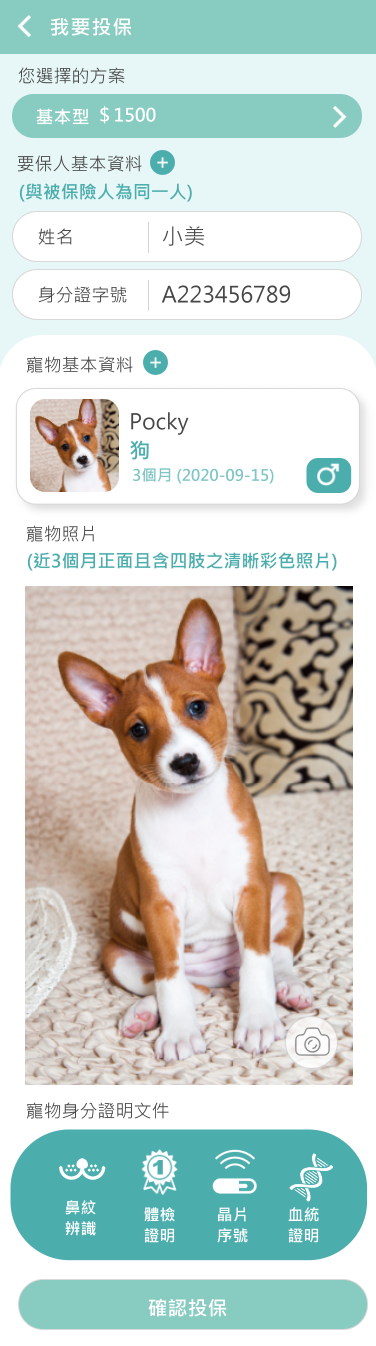 我要投保
您選擇的方案
基本型 $1500
要保人基本資料
(與被保險人為同一人)
姓名 小美
身分證字號 A223456789
寵物基本資料
Pocky
狗
3個月 (2020-09-15)
寵物照片
(近3個月正面且含四肢之清晰彩色照片)
寵物身分證明文件
鼻紋
辨識
1
體檢
證明
晶片
序號
血統
證明
確認投保